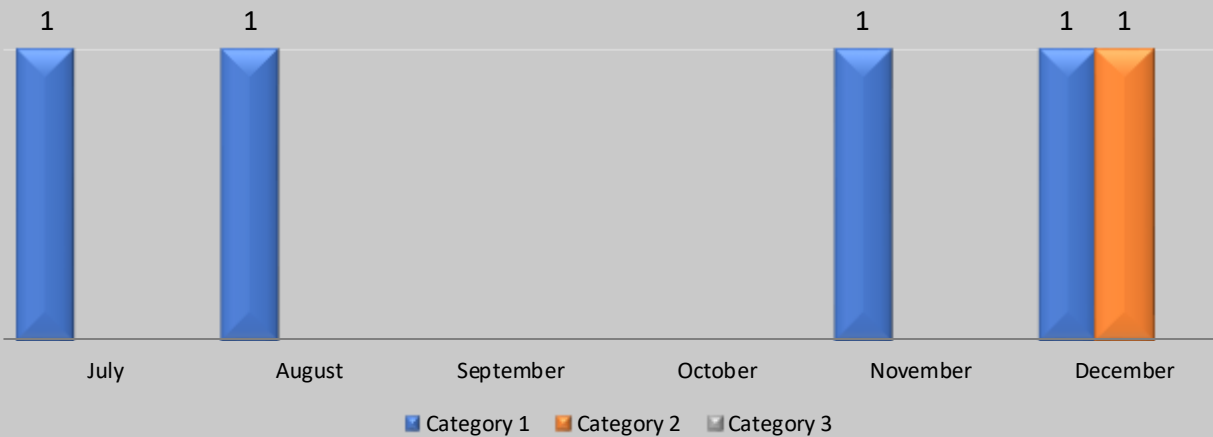 1 1 1 1 1
July August September October November December
Category 1 Category 2 Category 3